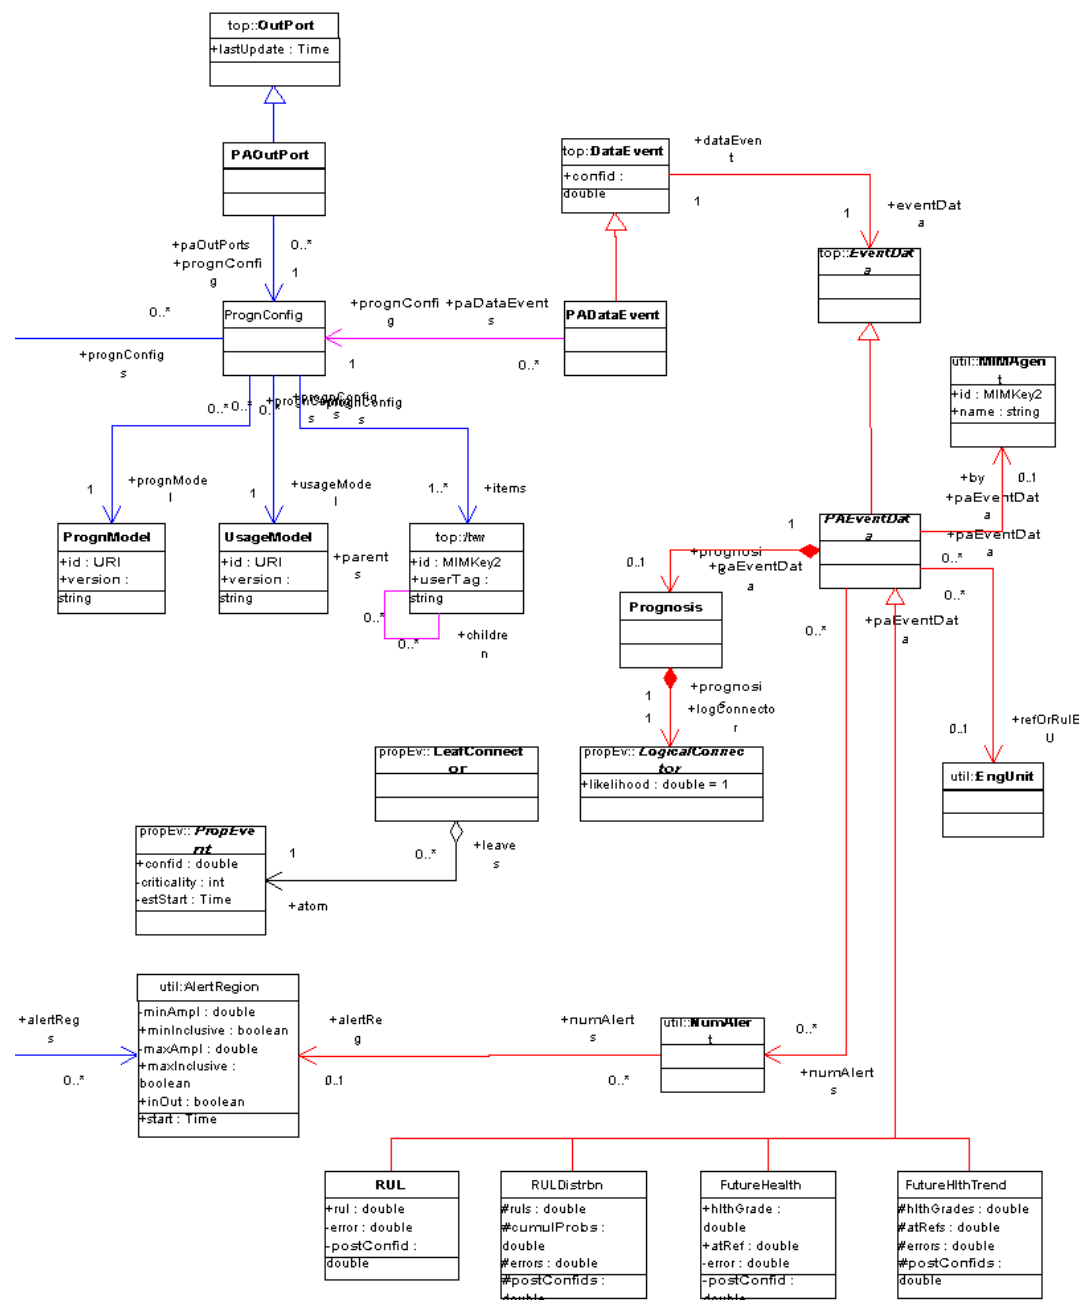 top::OutPort
+lastUpdate : Time
PAOutPort
+paOutPorts
0..*
+prognConfi
g
1
top::DataEvent
+confid :
double
+dataEven
t
1
1
+eventDat
a
top::EventDat
a
0..*
PrognConfig
+prognConfig
s
+prognConfi
g
+paDataEvent
s
1
0..*
PADataEvent
util::MIMAgen
t
+id : MIMKey2
+name : string
0..*
0..*
0..*
+prognConfig
s
+prognConfig
s
1
+prognMode
l
1
+usageMode
l
1..*
+items
PrognModel
+id : URI
+version :
string
UsageModel
+id : URI
+version :
string
+parent
s
0..*
0..*
+childre
n
+id : MIMKey2
+userTag :
string
+by
0..1
+paEventDat
a
+paEventDat
a
PAEventDat
a
1
0..1
+prognosi
s
+paEventDat
a
0..*
0..*
0..*
+paEventDat
a
Prognosis
1
+prognosi
s
1
+logConnecto
r
0..1
+refOrRulE
U
util:EngUnit
propEv:: LeafConnect
or
propEv:: LogicalConnec
tor
+likelihood : double = 1
propEv:: PropEve
nt
+confid : double
-criticality : int
-estStart : Time
1
0..*
+leave
s
+atom
util:AlertRegion
-minAmpl : double
+minInclusive : boolean
-maxAmpl : double
+maxInclusive :
boolean
+inOut : boolean
+start : Time
+alertReg
s
0..*
+alertRe
g
0..1
+numAlert
s
0..*
util::NumAler
t
0..*
+numAlert
s
RUL
+rul : double
-error : double
-postConfid :
double
RULDistrbn
#ruls : double
#cumulProbs :
double
#errors : double
#postConfids :
double
FutureHealth
+hlthGrade :
double
+atRef : double
-error : double
-postConfid :
double
FutureHlthTrend
#hlthGrades : double
#atRefs : double
#errors : double
#postConfids :
double